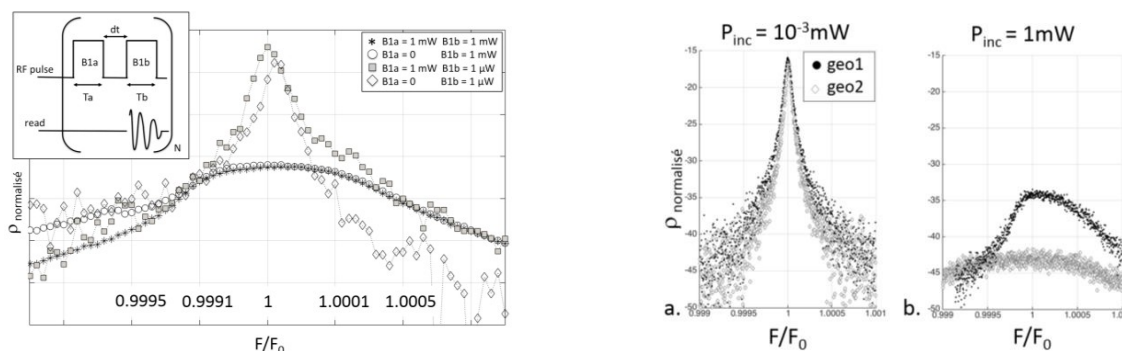 dt
B1a
B1b
RF pulse
Ta
Tb
read
N
B1a = 1 mW B1b = 1 mW
B1a = 0 B1b = 1 mW
B1a = 1 mW B1b = 1 μW
B1a = 0 B1b = 1 μW
ρ normalisé
0.9995 0.9991 1 1.0001 1.0005
F/F₀
P_inc = 10⁻³mW
geo1
geo2
ρ normalisé
-15
-20
-25
-30
-35
-40
-45
-50
a.
0.999 0.9995 1 1.0005 1.001
F/F₀
P_inc = 1mW
-15
-20
-25
-30
-35
-40
-45
-50
b.
0.999 0.9995 1 1.0005 1.001
F/F₀